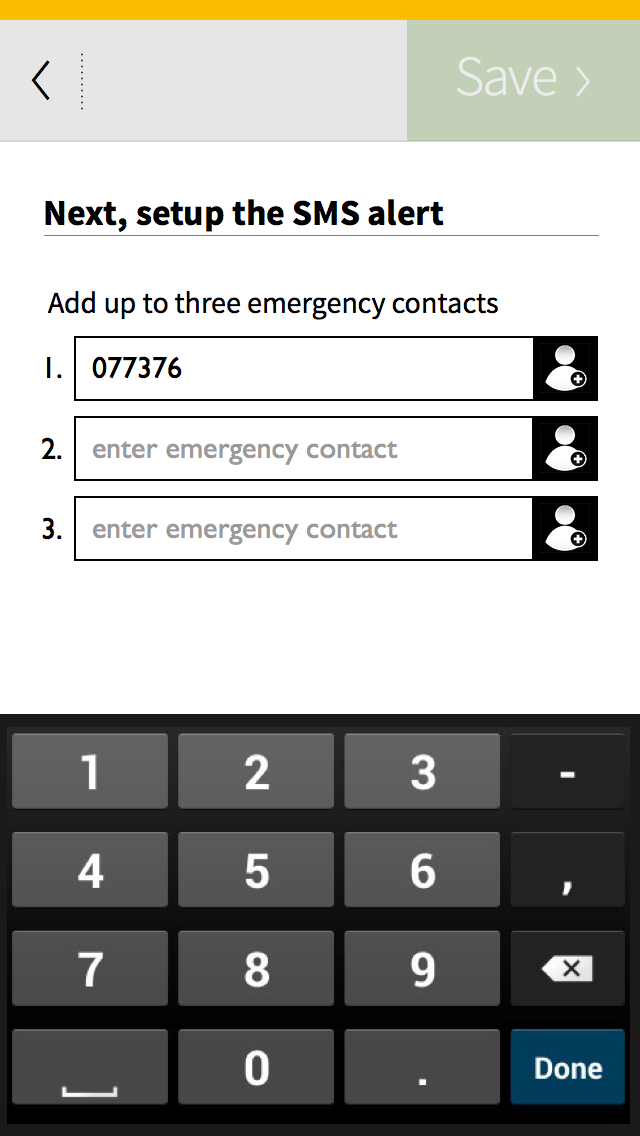 Save
Next, setup the SMS alert
Add up to three emergency contacts
1. 077376
2. enter emergency contact
3. enter emergency contact
1 2 3 -
4 5 6 ,
7 8 9
0 . Done